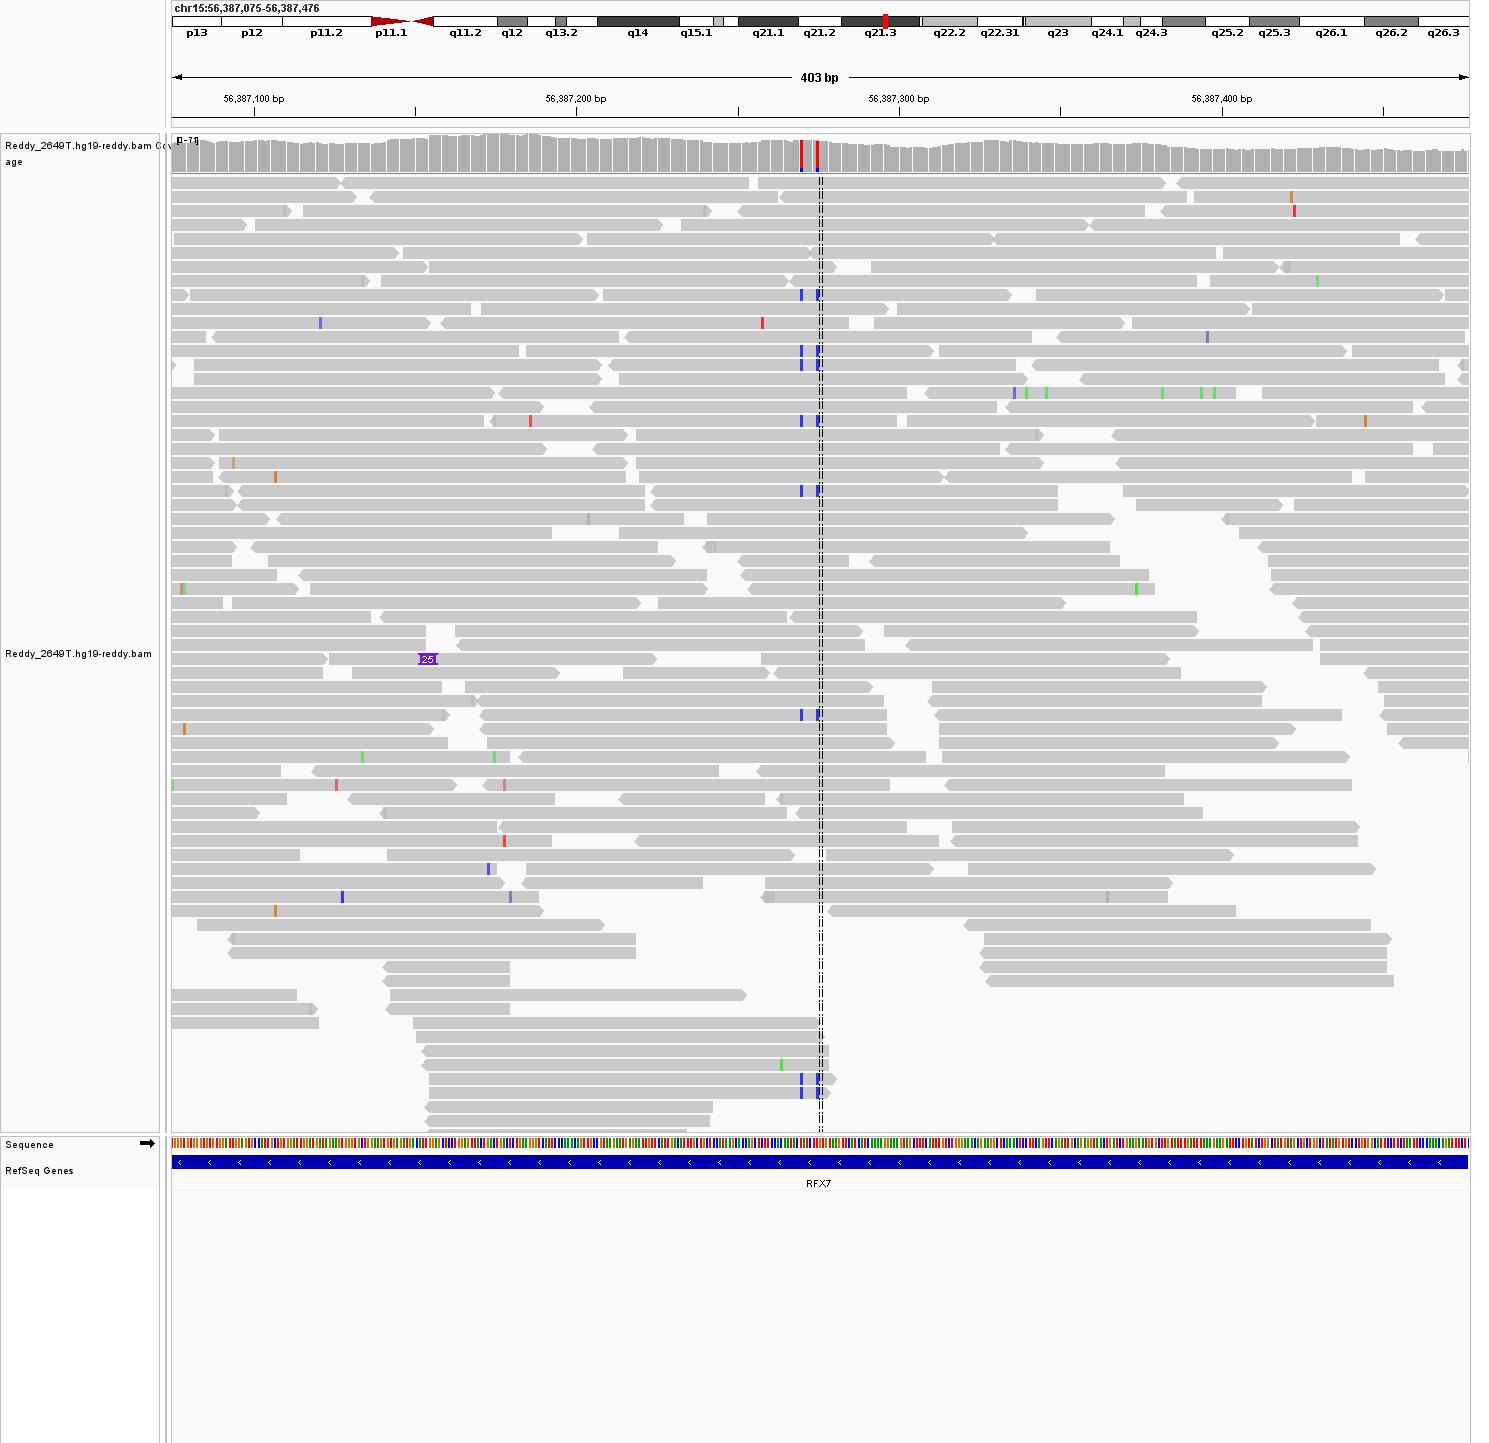 chr15:56,387,075-56,387,476
p13 p12 p11.2 p11.1 q11.2 q12 q13.2 q14 q15.1 q21.1 q21.2 q21.3 q22.2 q22.31 q23 q24.1 q24.3 q25.2 q25.3 q26.1 q26.2 q26.3
403 bp
56,387,100 bp 56,387,200 bp 56,387,300 bp 56,387,400 bp
Reddy_2649T.hg19-reddy.bam Cov
age
[0-71]
Reddy_2649T.hg19-reddy.bam
25
Sequence
RefSeq Genes
RFX7